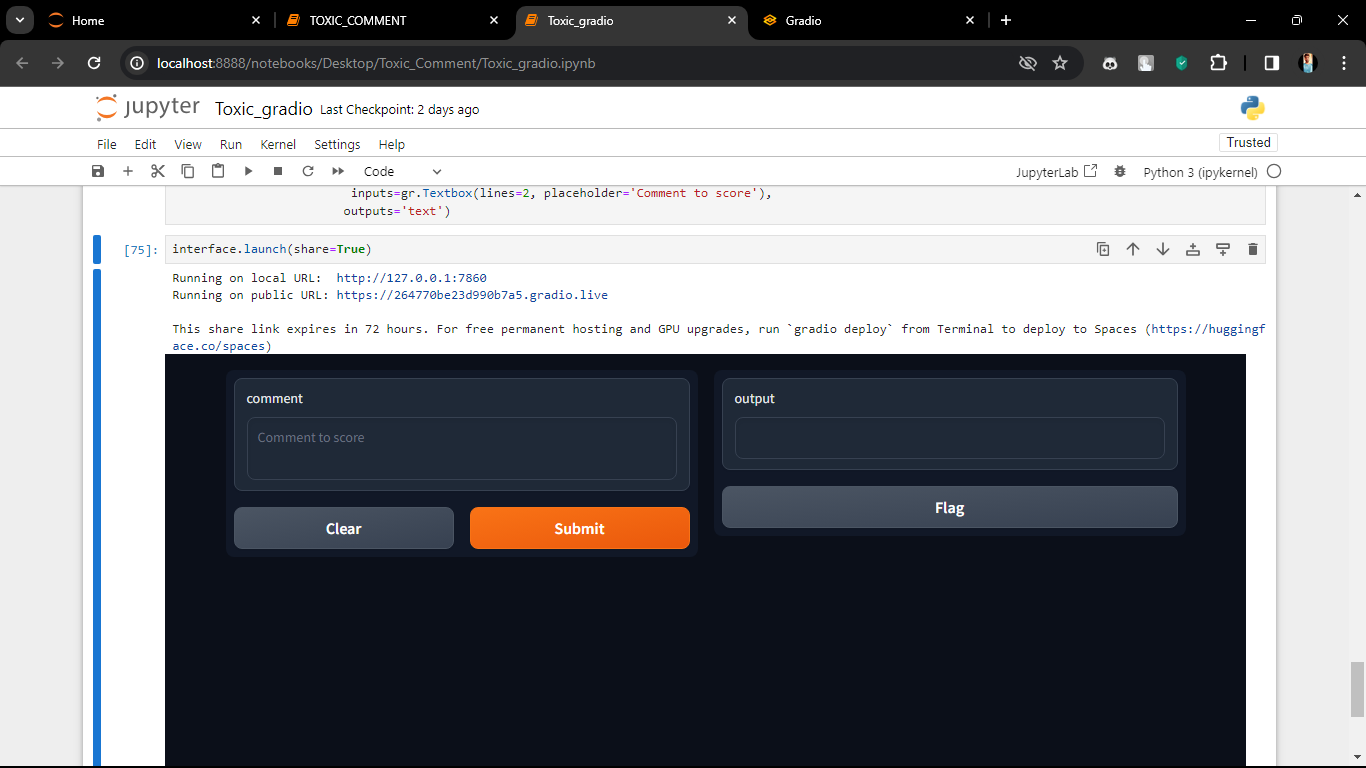 Home
TOXIC_COMMENT
Toxic_gradio
Gradio
localhost:8888/notebooks/Desktop/Toxic_Comment/Toxic_gradio.ipynb
jupyter Toxic_gradio Last Checkpoint: 2 days ago
File Edit View Run Kernel Settings Help
Trusted
Code
JupyterLab
Python 3 (ipykernel)
inputs=gr.Textbox(lines=2, placeholder='Comment to score'),
outputs='text')
[75]: interface.launch(share=True)
Running on local URL:  http://127.0.0.1:7860
Running on public URL: https://264770be23d990b7a5.gradio.live
This share link expires in 72 hours. For free permanent hosting and GPU upgrades, run `gradio deploy` from Terminal to deploy to Spaces (https://huggingf
ace.co/spaces)
comment
Comment to score
Clear
Submit
output
Flag